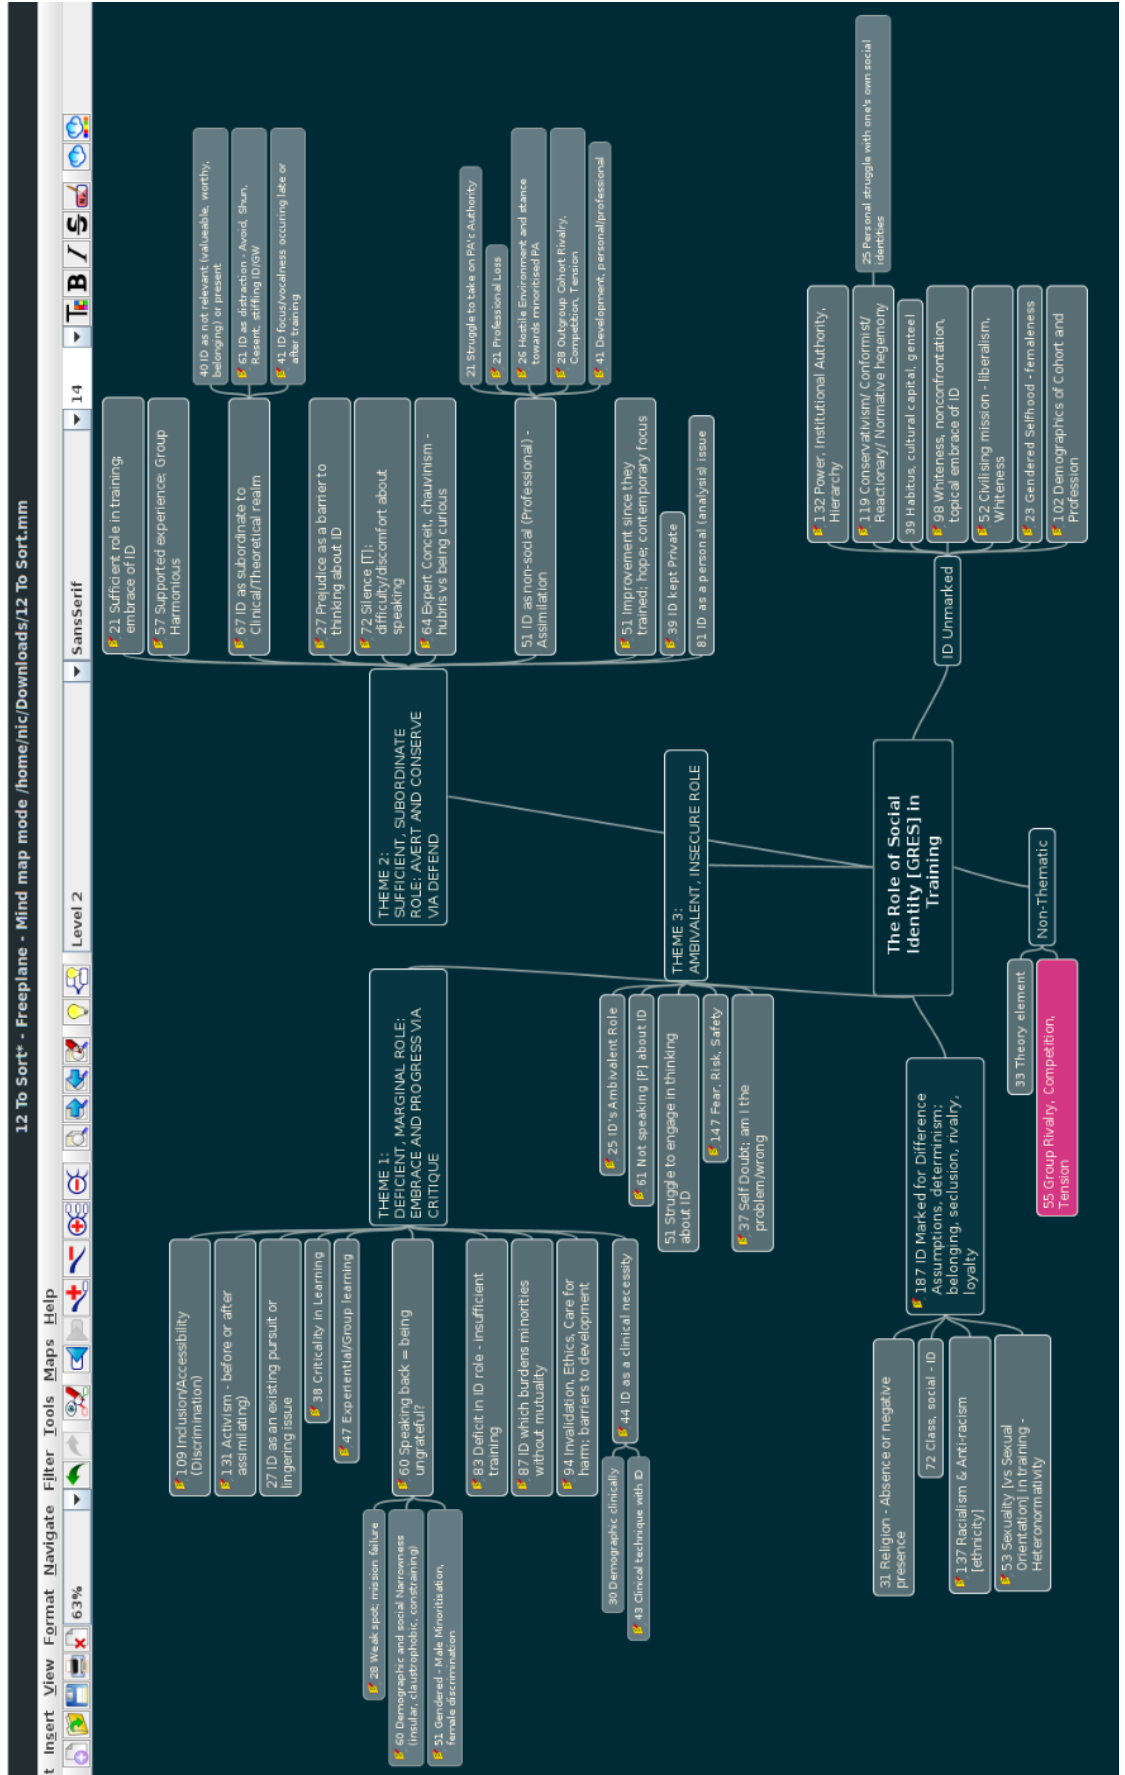 12 To Sort* - Freeplane - Mind map mode /home/nic/Downloads/12 To Sort.mm
t Insert View Format Navigate Filter Tools Maps Help
63%
Level 2
SansSerif
14
T B I S
109 Inclusion/Accessibility
(Discrimination)
131 Activism - before or after
assimilating)
27 ID as an existing pursuit or
lingering issue
38 Criticality in Learning
47 Experiential/Group learning
28 Weak spot; mission failure
60 Demographic and social Narrowness
(insular, claustrophobic, constraining)
51 Gendered - Male Minoritisation,
female discrimination
60 Speaking back = being
ungrateful?
83 Deficit in ID role - insufficient
training
87 ID which burdens minorities
without mutuality
94 Invalidation, Ethics, Care for
harm; barriers to development
30 Demographic clinically
43 Clinical technique with ID
44 ID as a clinical necessity
THEME 1:
DEFICIENT, MARGINAL ROLE:
EMBRACE AND PROGRESS VIA
CRITIQUE
THEME 2:
SUFFICIENT, SUBORDINATE
ROLE: AVERT AND CONSERVE
VIA DEFEND
21 Sufficient role in training;
embrace of ID
57 Supported experience; Group
Harmonious
67 ID as subordinate to
Clinical/Theoretical realm
40 ID as not relevant (valueable, worthy,
belonging) or present
61 ID as distraction - Avoid, Shun,
Resent, stiffling ID/GW
41 ID focus/vocalness occuring late or
after training
27 Prejudice as a barrier to
thinking about ID
72 Silence [T];
difficulty/discomfort about
speaking
64 Expert Conceit, chauvinism -
hubris vs being curious
51 ID as non-social (Professional) -
Assimilation
21 Struggle to take on PA'c Authority
21 Professional Loss
26 Hostile Environment and stance
towards minoritised PA
28 Outgroup Cohort Rivalry,
Competition, Tension
41 Development, personal/professional
51 Improvement since they
trained; hope; contemporary focus
39 ID kept Private
81 ID as a personal (analysis) issue
25 ID's Ambivalent Role
61 Not speaking [P] about ID
51 Struggle to engage in thinking
about ID
147 Fear, Risk, Safety
37 Self Doubt; am I the
problem/wrong
THEME 3:
AMBIVALENT, INSECURE ROLE
The Role of Social
Identity [GRES] in
Training
ID Unmarked
132 Power, Institutional Authority,
Hierarchy
119 Conservativism/ Conformist/
Reactionary/ Normative hegemony
25 Personal struggle with one's own social
identities
39 Habitus, cultural capital, genteel
98 Whiteness, nonconfrontation,
topical embrace of ID
52 Civilising mission - liberalism,
Whiteness
23 Gendered Selfhood - femaleness
102 Demographics of Cohort and
Profession
31 Religion - Absence or negative
presence
72 Class, social - ID
137 Racialism & Anti-racism
[ethnicity]
53 Sexuality [vs Sexual
Orientation] in training -
Heteronormativity
187 ID Marked for Difference
Assumptions, determinism;
belonging, seclusion, rivalry,
loyalty
33 Theory element
55 Group Rivalry, Competition,
Tension
Non-Thematic